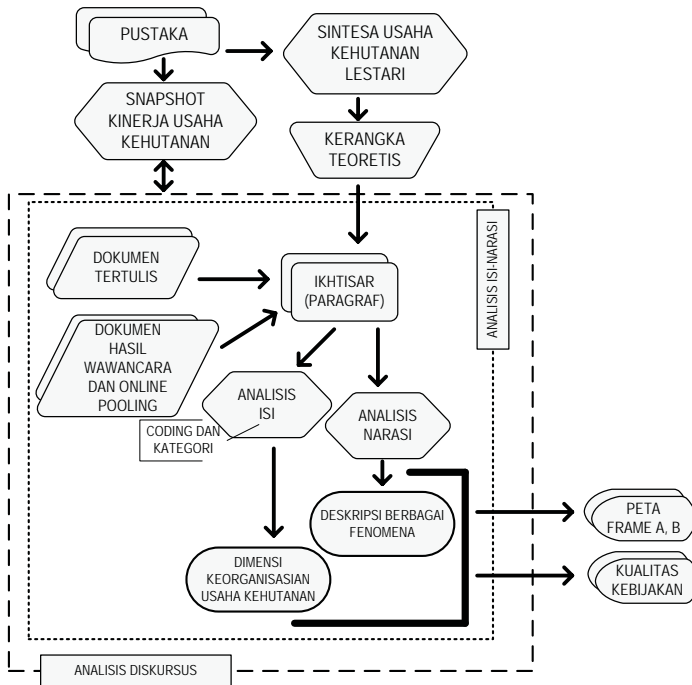 PUSTAKA
SINTESA USAHA
KEHUTANAN
LESTARI
SNAPSHOT
KINERJA USAHA
KEHUTANAN
KERANGKA
TEORETIS
ANALISIS ISI-NARASI
DOKUMEN
TERTULIS
IKHTISAR
(PARAGRAF)
DOKUMEN
HASIL
WAWANCARA
DAN ONLINE
POOLING
ANALISIS
ISI
CODING DAN
KATEGORI
ANALISIS
NARASI
DESKRIPSI BERBAGAI
FENOMENA
DIMENSI
KEORGANISASIAN
USAHA KEHUTANAN
PETA
FRAME A, B
KUALITAS
KEBIJAKAN
ANALISIS DISKURSUS